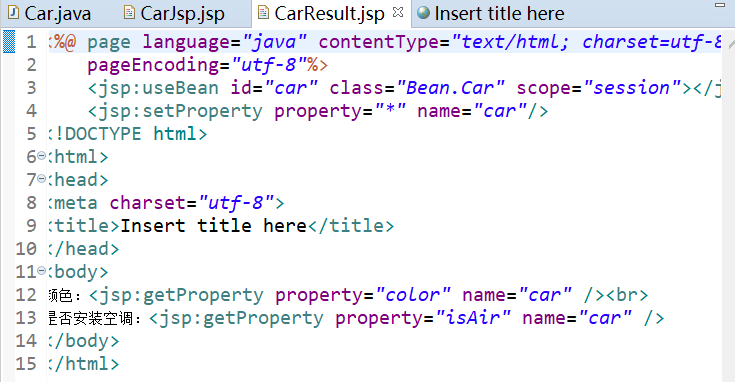 Car.java CarJsp.jsp CarResult.jsp Insert title here
1 %@ page language="java" contentType="text/html; charset=utf-8
2 pageEncoding="utf-8"%>
3 <jsp:useBean id="car" class="Bean.Car" scope="session"></j
4 <jsp:setProperty property="*" name="car"/>
5 <!DOCTYPE html>
6 <html>
7 <head>
8 <meta charset="utf-8">
9 <title>Insert title here</title>
10 </head>
11 <body>
12 颜色：<jsp:getProperty property="color" name="car" /><br>
13 是否安装空调：<jsp:getProperty property="isAir" name="car" />
14 </body>
15 </html>